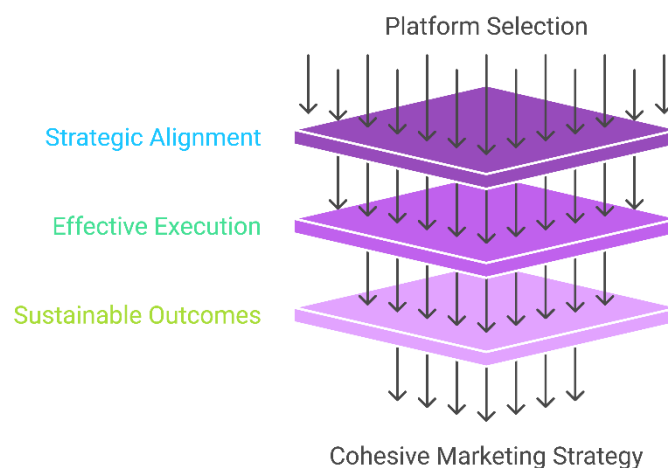 Platform Selection
Strategic Alignment
Effective Execution
Sustainable Outcomes
Cohesive Marketing Strategy